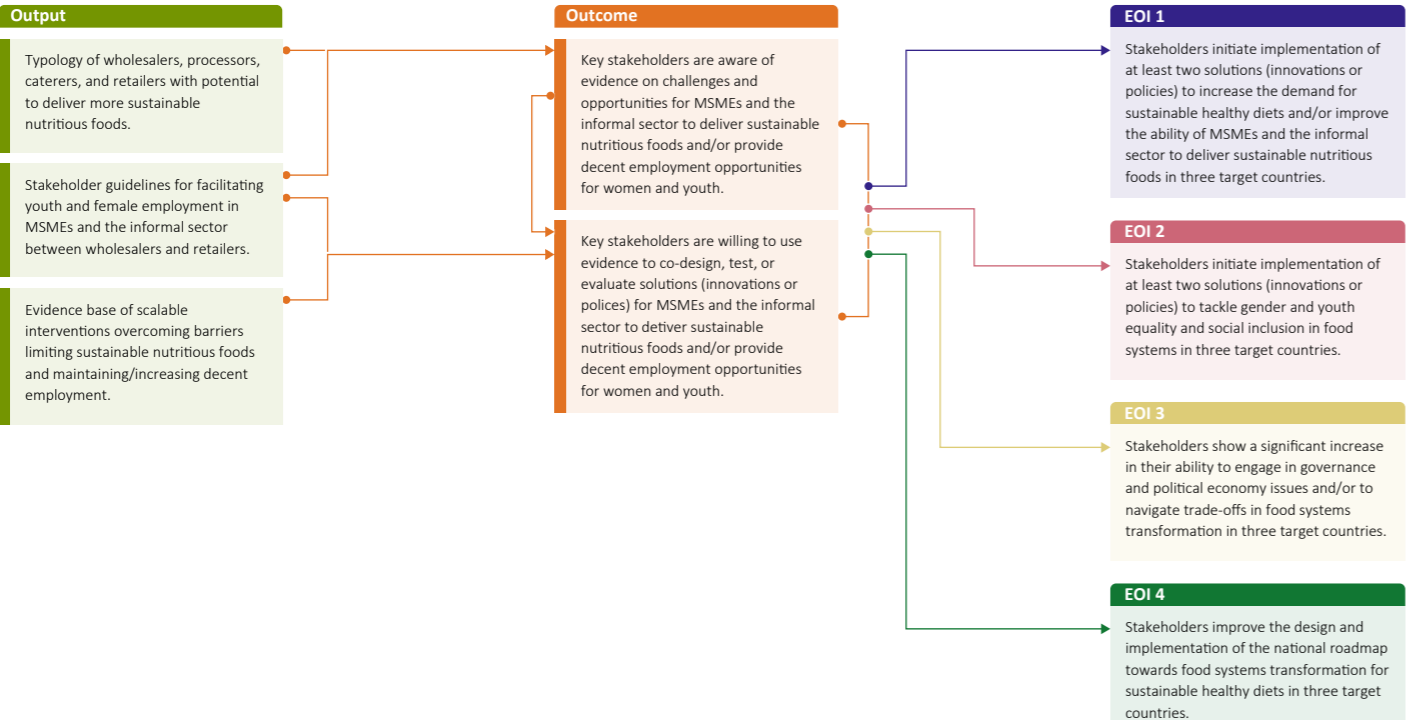 Output
Typology of wholesalers, processors,
caterers, and retailers with potential
to deliver more sustainable
nutritious foods.
Stakeholder guidelines for facilitating
youth and female employment in
MSMEs and the informal sector
between wholesalers and retailers.
Evidence base of scalable
interventions overcoming barriers
limiting sustainable nutritious foods
and maintaining/increasing decent
employment.
Outcome
Key stakeholders are aware of
evidence on challenges and
opportunities for MSMEs and the
informal sector to deliver sustainable
nutritious foods and/or provide
decent employment opportunities
for women and youth.
Key stakeholders are willing to use
evidence to co-design, test, or
evaluate solutions (innovations or
polices) for MSMEs and the informal
sector to detiver sustainable
nutritious foods and/or provide
decent employment opportunities
for women and youth.
EOI 1
Stakeholders initiate implementation of
at least two solutions (innovations or
policies) to increase the demand for
sustainable healthy diets and/or improve
the ability of MSMEs and the informal
sector to deliver sustainable nutritious
foods in three target countries.
EOI 2
Stakeholders initiate implementation of
at least two solutions (innovations or
policies) to tackle gender and youth
equality and social inclusion in food
systems in three target countries.
EOI 3
Stakeholders show a significant increase
in their ability to engage in governance
and political economy issues and/or to
navigate trade-offs in food systems
transformation in three target countries.
EOI 4
Stakeholders improve the design and
implementation of the national roadmap
towards food systems transformation for
sustainable healthy diets in three target
countries.